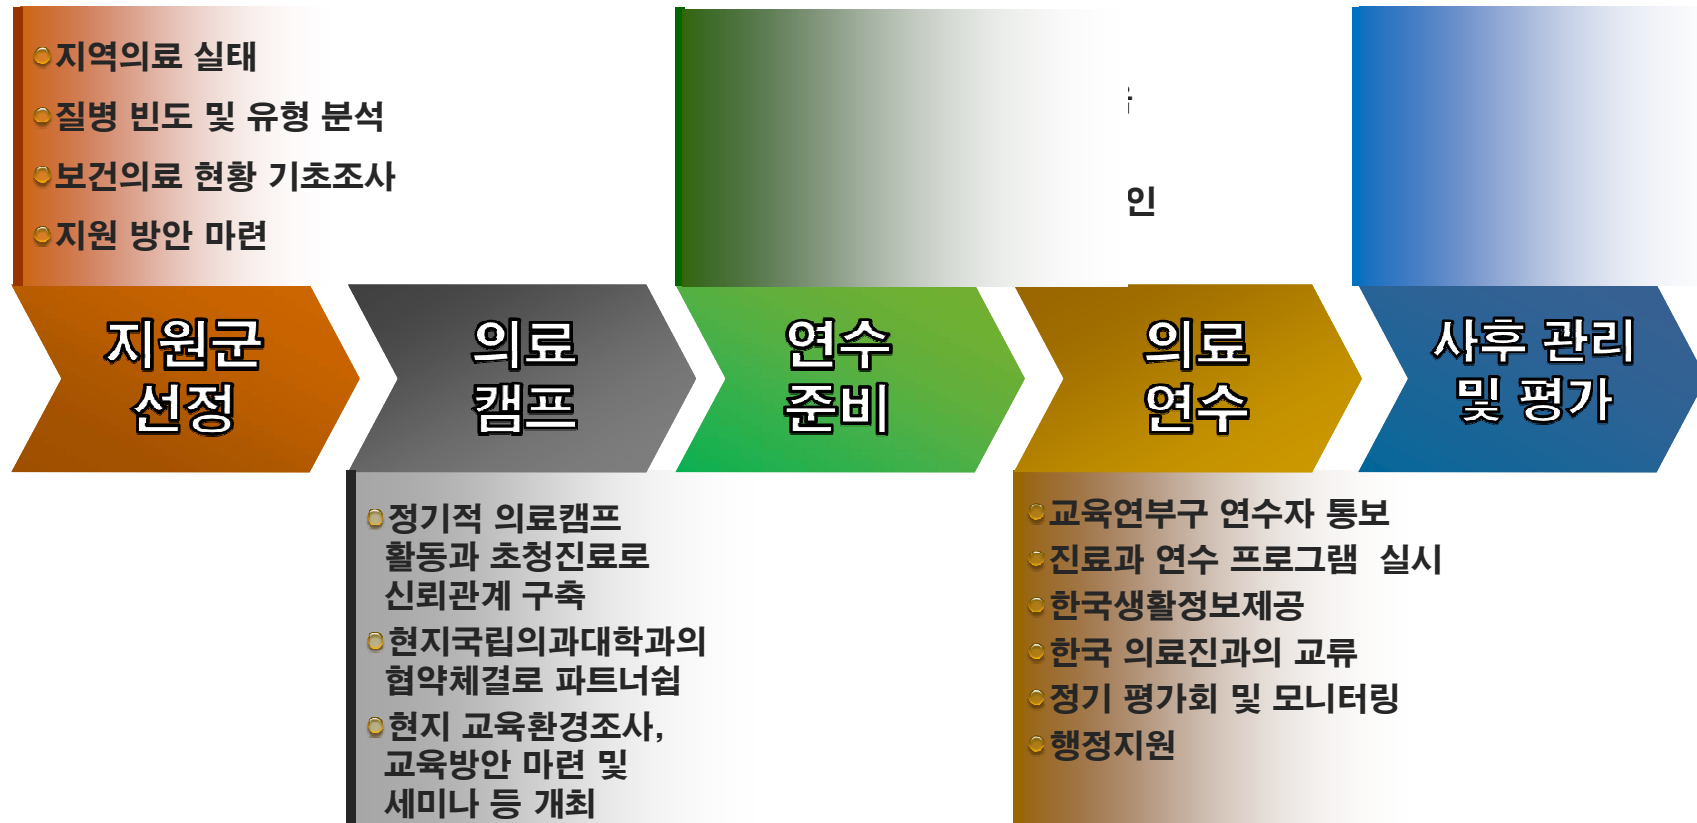 지역의료 실태
질병 빈도 및 유형 분석
보건의료 현황 기초조사
지원 방안 마련
인
지원군
선정
의료
캠프
연수
준비
의료
연수
사후 관리
및 평가
정기적 의료캠프
활동과 초청진료로
신뢰관계 구축
현지국립의과대학과의
협약체결로 파트너쉽
현지 교육환경조사,
교육방안 마련 및
세미나 등 개최
교육연부구 연수자 통보
진료과 연수 프로그램 실시
한국생활정보제공
한국 의료진과의 교류
정기 평가회 및 모니터링
행정지원